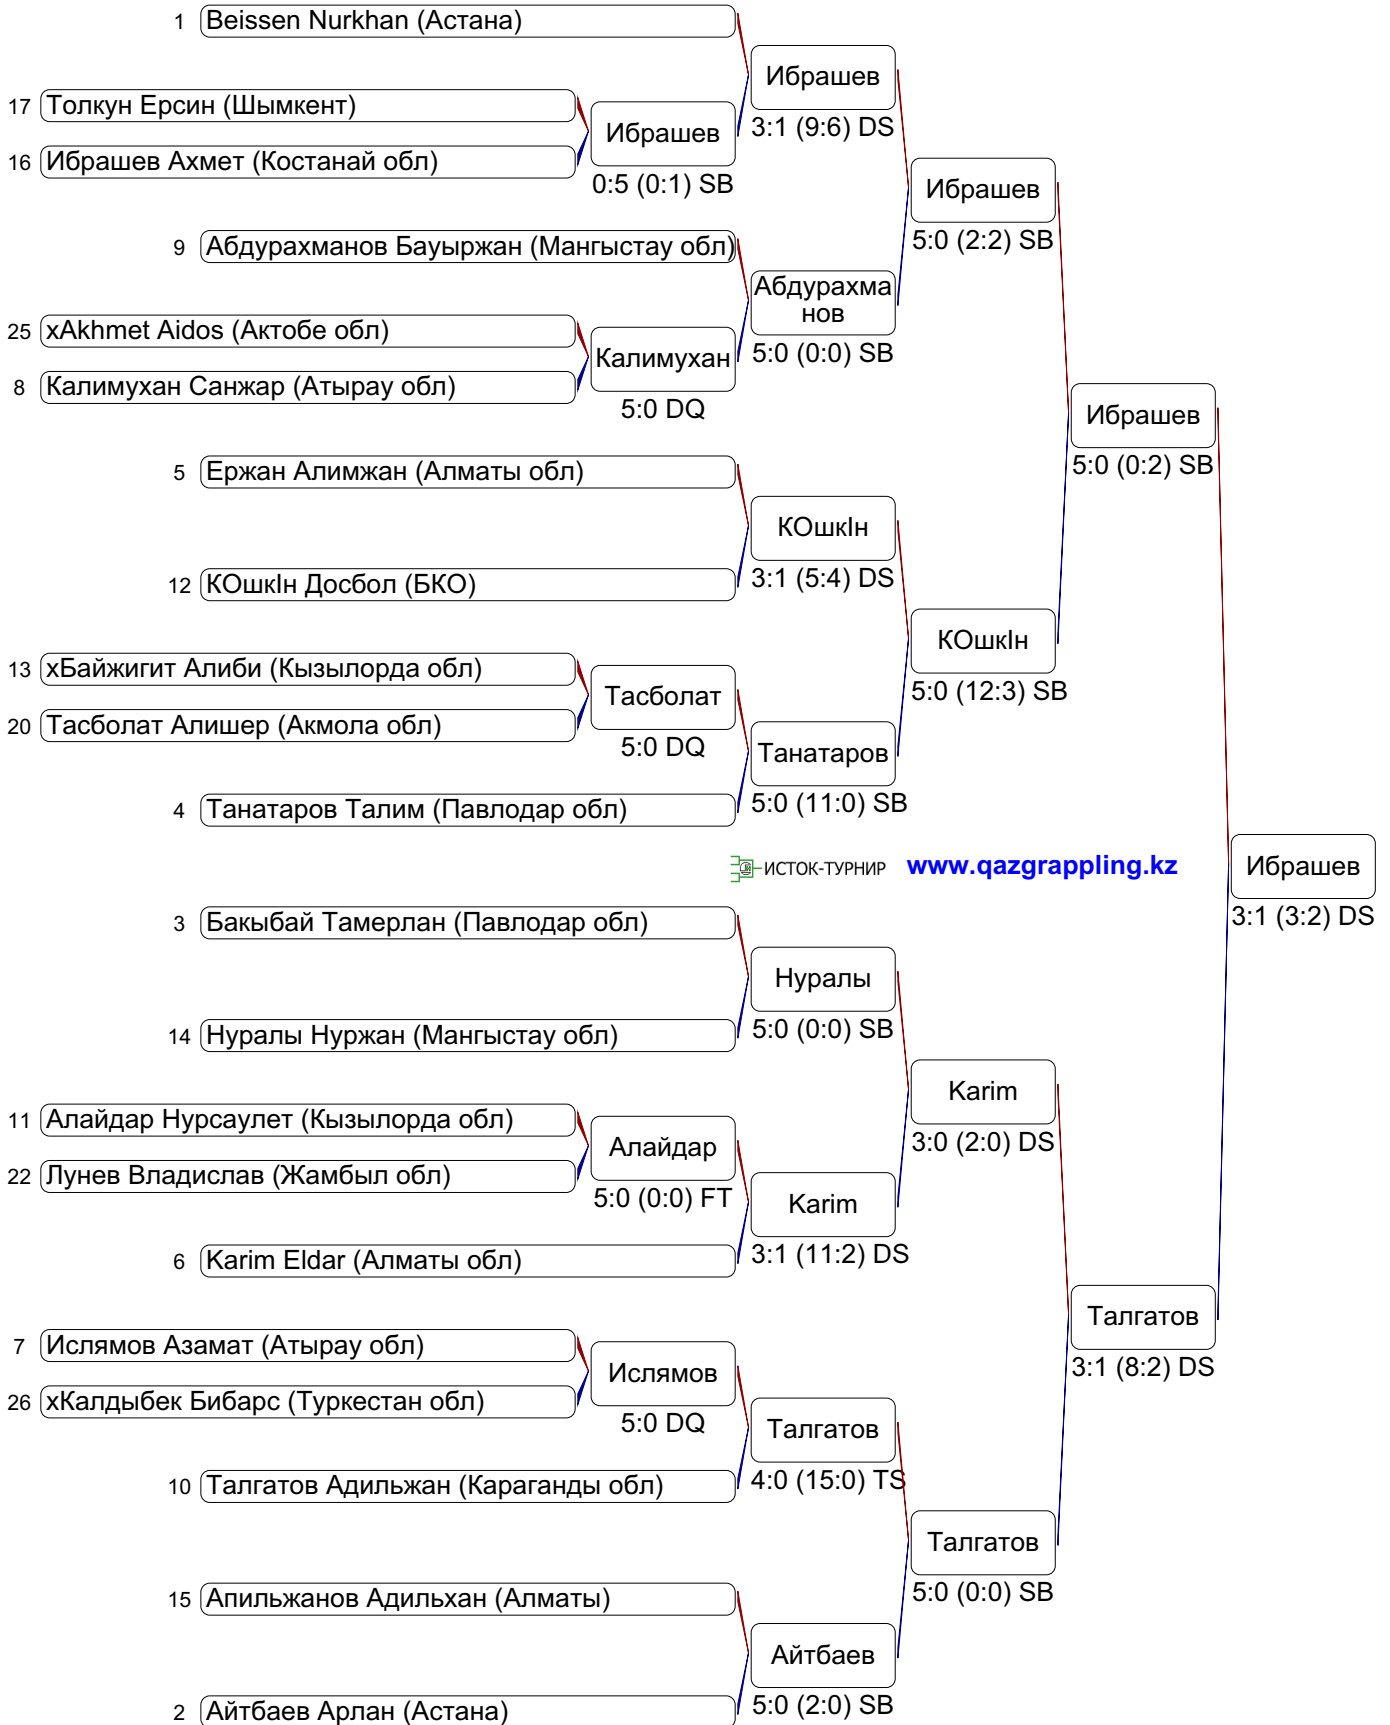 1 Beissen Nurkhan (Астана)
Ибрашев
3:1 (9:6) DS
17 Толкун Ерсин (Шымкент)
Ибрашев
0:5 (0:1) SB
16 Ибрашев Ахмет (Костанай обл)
Ибрашев
5:0 (2:2) SB
9 Абдурахманов Бауыржан (Мангыстау обл)
Абдурахма
нов
5:0 (0:0) SB
25 xAkhmet Aidos (Актобе обл)
Калимухан
5:0 DQ
8 Калимухан Санжар (Атырау обл)
Ибрашев
5:0 (0:2) SB
5 Ержан Алимжан (Алматы обл)
КОшкIн
3:1 (5:4) DS
12 КОшкIн Досбол (БКО)
КОшкIн
5:0 (12:3) SB
13 хБайжигит Алиби (Кызылорда обл)
Тасболат
5:0 DQ
20 Тасболат Алишер (Акмола обл)
Танатаров
5:0 (11:0) SB
4 Танатаров Талим (Павлодар обл)
ИСТОК-ТУРНИР www.qazgrappling.kz
Ибрашев
3:1 (3:2) DS
3 Бакыбай Тамерлан (Павлодар обл)
Нуралы
5:0 (0:0) SB
14 Нуралы Нуржан (Мангыстау обл)
Karim
3:0 (2:0) DS
11 Алайдар Нурсаулет (Кызылорда обл)
Алайдар
5:0 (0:0) FT
22 Лунев Владислав (Жамбыл обл)
Karim
3:1 (11:2) DS
6 Karim Eldar (Алматы обл)
Талгатов
3:1 (8:2) DS
7 Ислямов Азамат (Атырау обл)
Ислямов
5:0 DQ
26 хКалдыбек Бибарс (Туркестан обл)
Талгатов
4:0 (15:0) TS
10 Талгатов Адильжан (Караганды обл)
Талгатов
5:0 (0:0) SB
15 Апильжанов Адильхан (Алматы)
Айтбаев
5:0 (2:0) SB
2 Айтбаев Арлан (Астана)